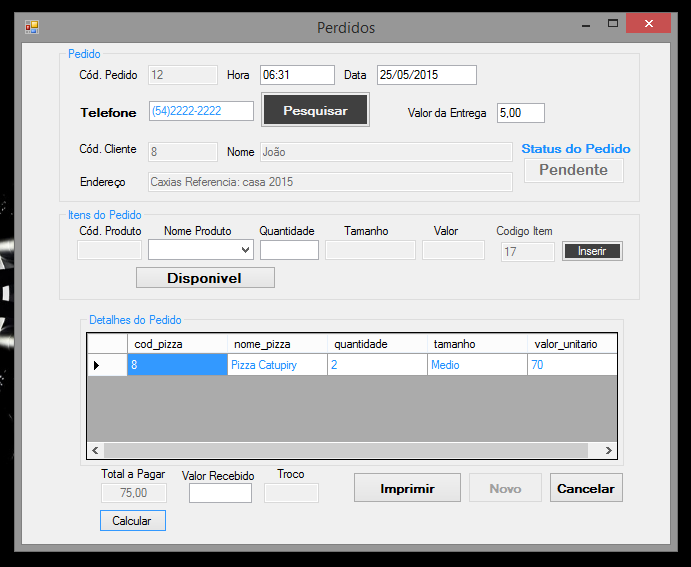 Perdidos
Pedido
Cód. Pedido 12 Hora 06:31 Data 25/05/2015
Telefone (54)2222-2222 Pesquisar Valor da Entrega 5,00
Cód. Cliente 8 Nome João Status do Pedido
Pendente
Endereço Caxias Referencia: casa 2015
Itens do Pedido
Cód. Produto Nome Produto Quantidade Tamanho Valor Codigo Item
17 Inserir
Disponivel
Detalhes do Pedido
cod_pizza nome_pizza quantidade tamanho valor_unitario
8 Pizza Catupiry 2 Medio 70
Total a Pagar Valor Recebido Troco
75,00 Imprimir Novo Cancelar
Calcular